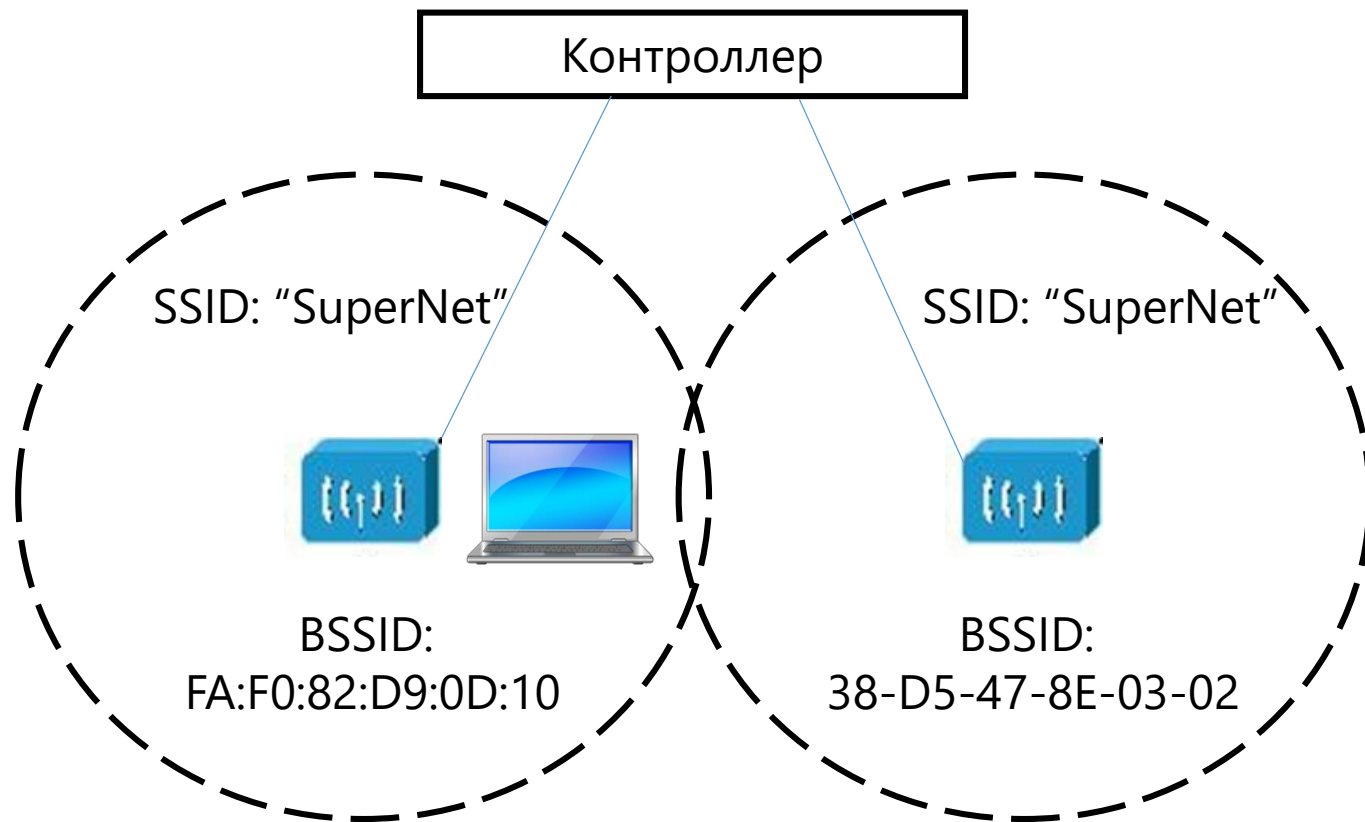 Контроллер
SSID: “SuperNet”
SSID: “SuperNet”
BSSID:
FA:F0:82:D9:0D:10
BSSID:
38-D5-47-8E-03-02